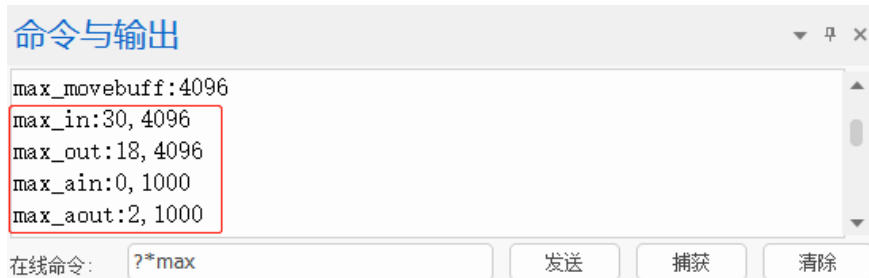 命令与输出
max_movebuff:4096
max_in:30,4096
max_out:18,4096
max_ain:0,1000
max_aout:2,1000
在线命令: ?*max 发送 捕获 清除